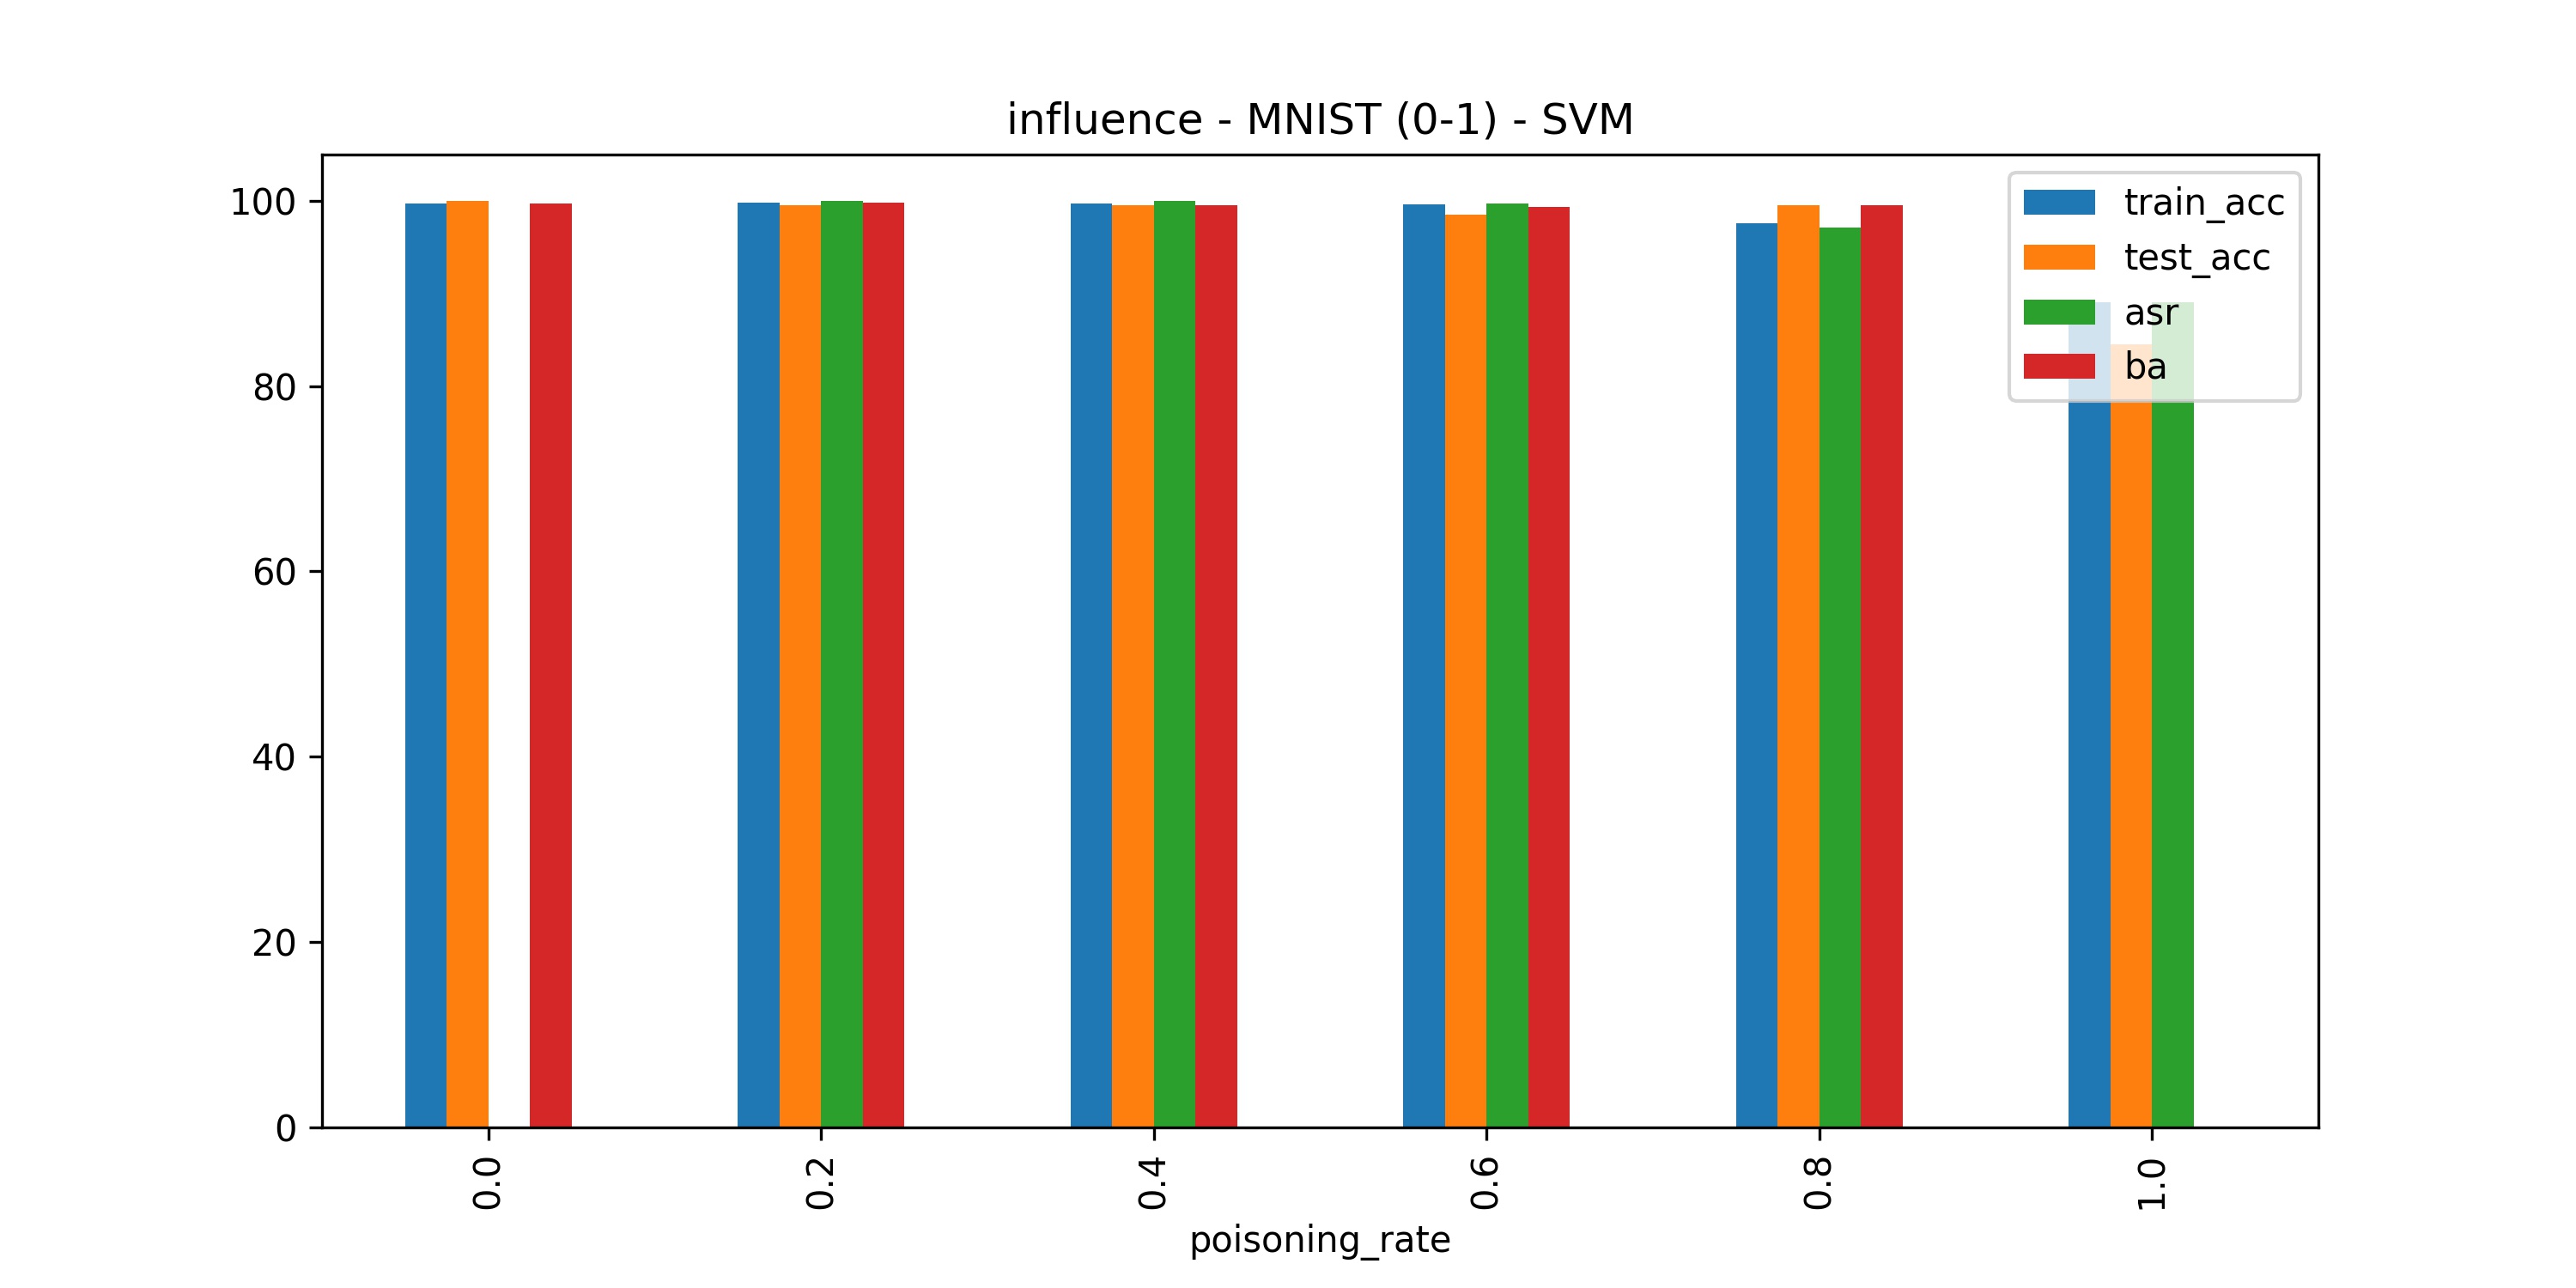 influence - MNIST (0-1) - SVM
100
80
60
40
20
0
train_acc
test_acc
asr
ba
0.0
0.2
0.4
0.6
0.8
1.0
poisoning_rate